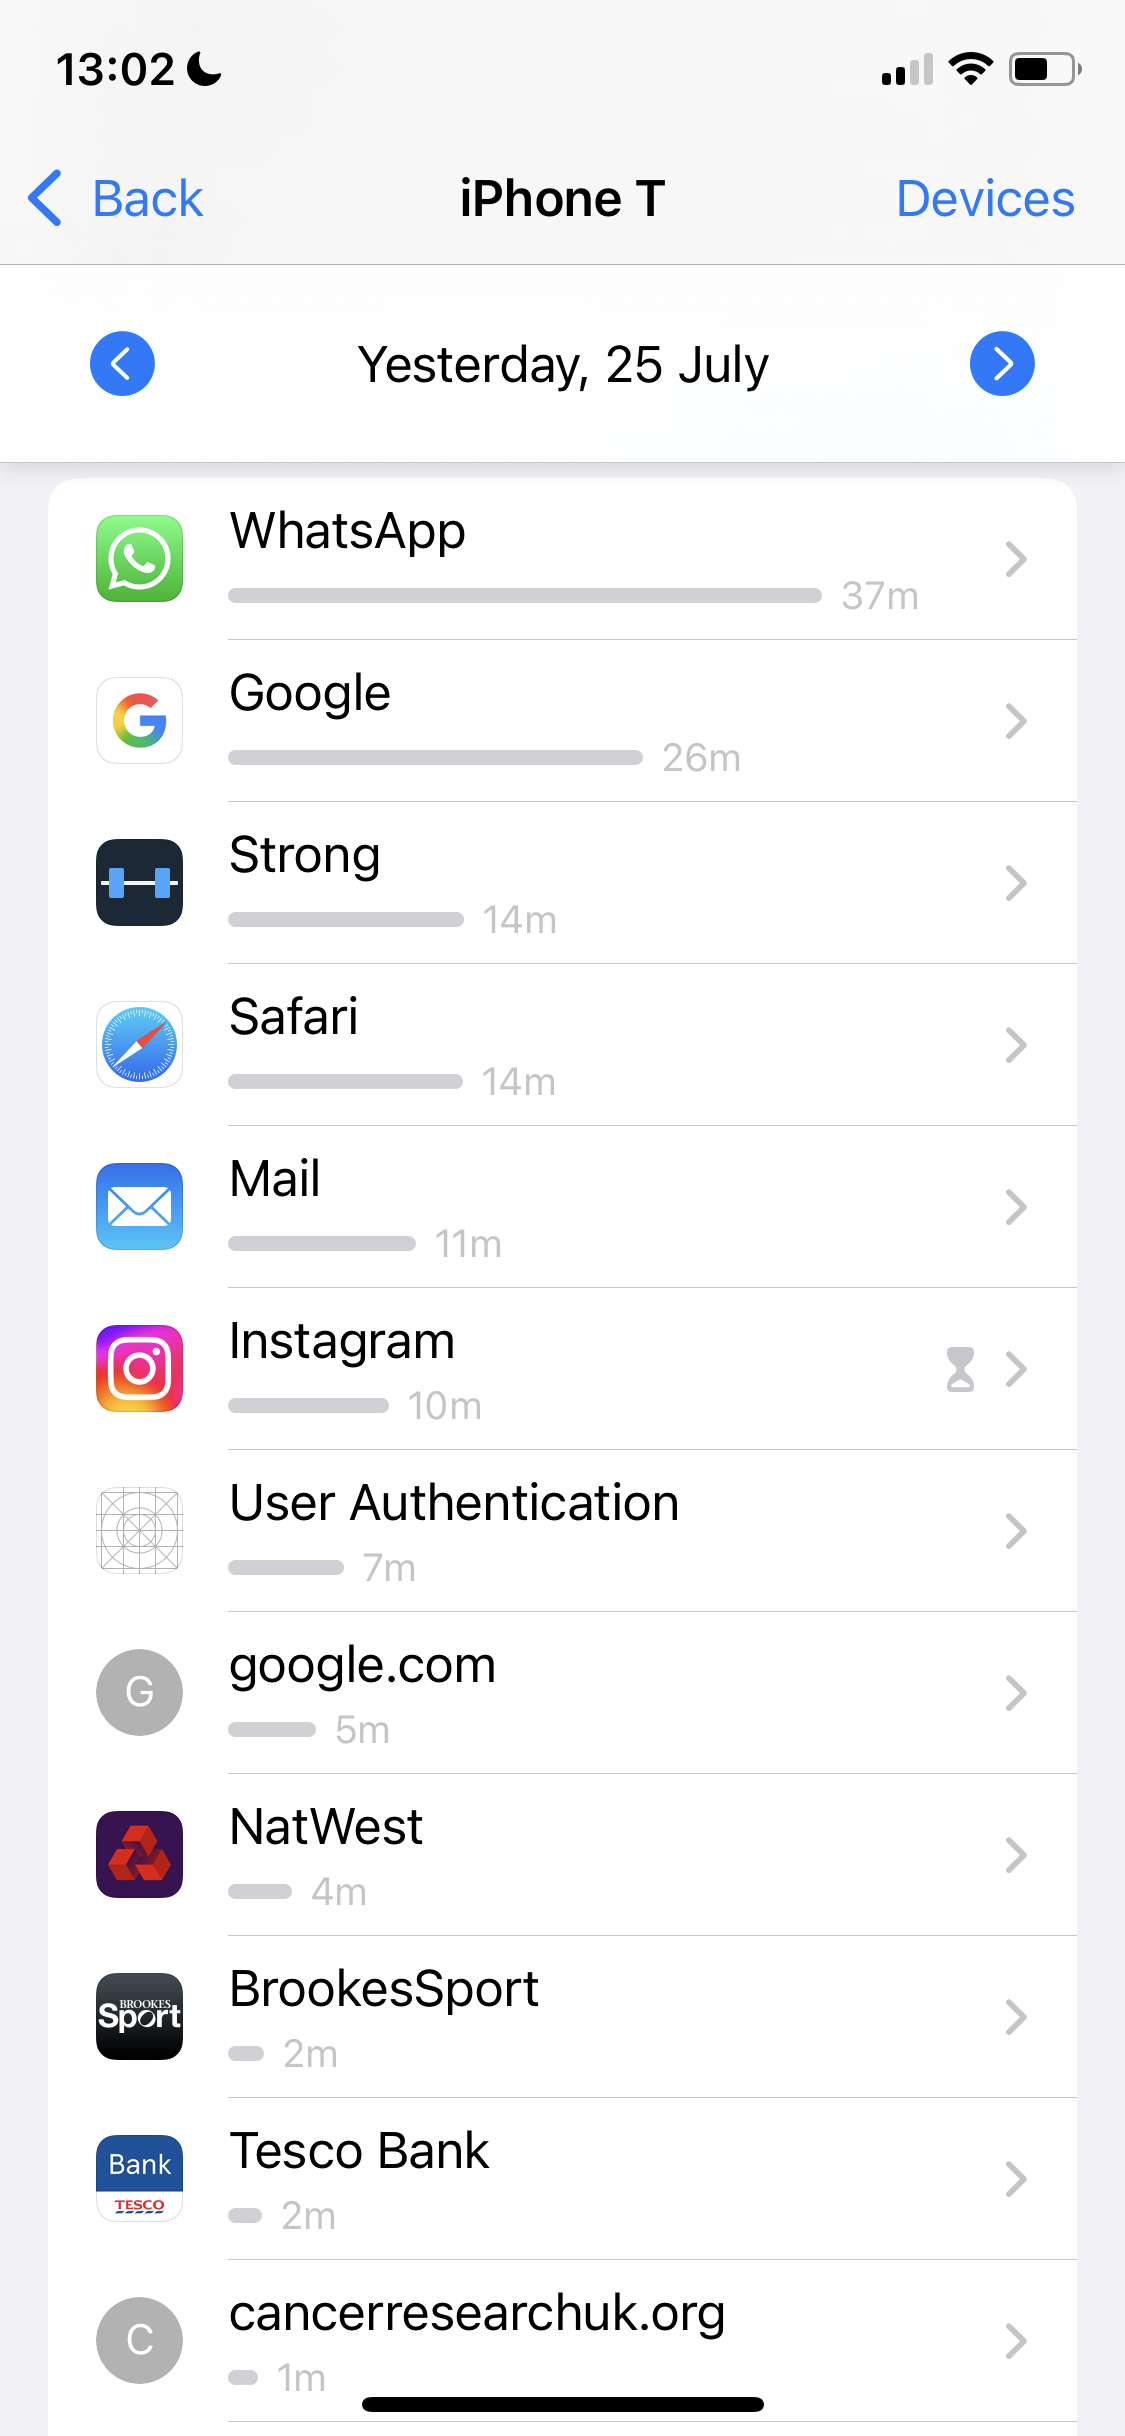 13:02
Back
iPhone T
Devices
Yesterday, 25 July
WhatsApp
37m
Google
26m
Strong
14m
Safari
14m
Mail
11m
Instagram
10m
User Authentication
7m
G
google.com
5m
NatWest
4m
BROOKES
Sport
BrookesSport
2m
Bank
TESCO
Tesco Bank
2m
C
cancerresearchuk.org
1m